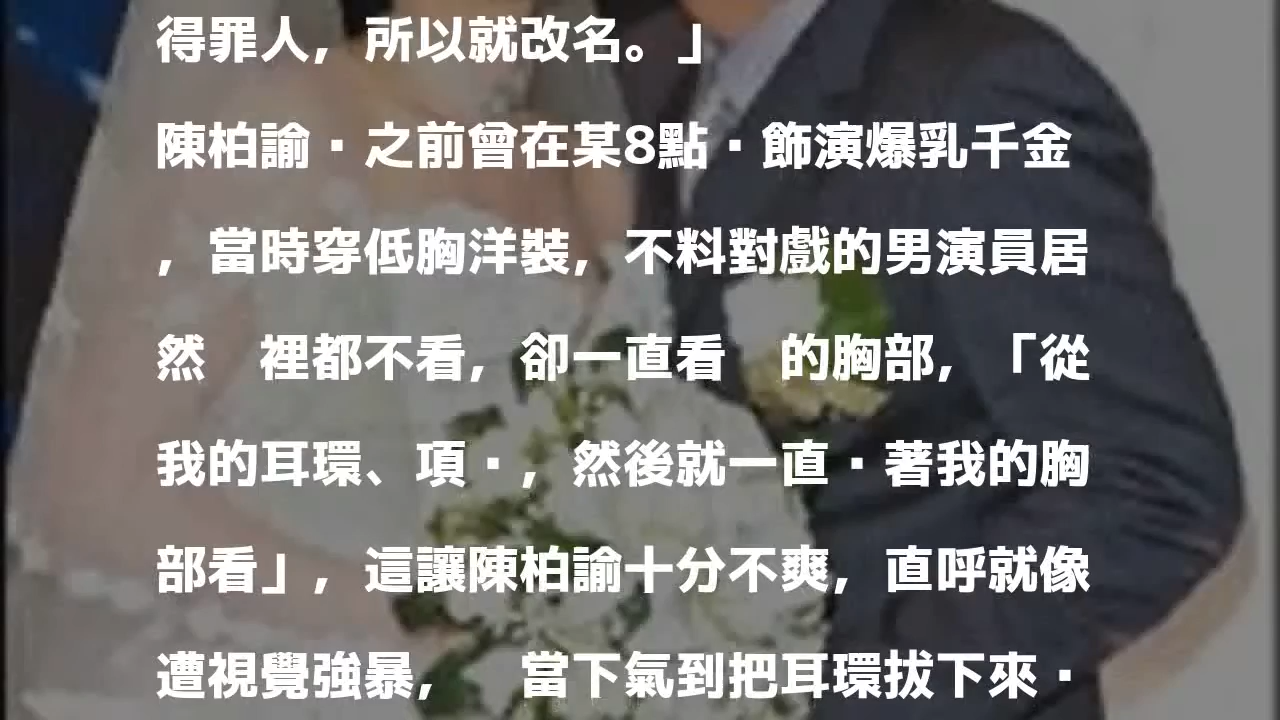 得罪人，所以就改名。」
陳柏諭·之前曾在某8點·飾演爆乳千金
，當時穿低胸洋裝，不料對戲的男演員居
然　裡都不看，卻一直看　的胸部，「從
我的耳環、項·，然後就一直·著我的胸
部看」，這讓陳柏諭十分不爽，直呼就像
遭視覺強暴，　當下氣到把耳環拔下來·